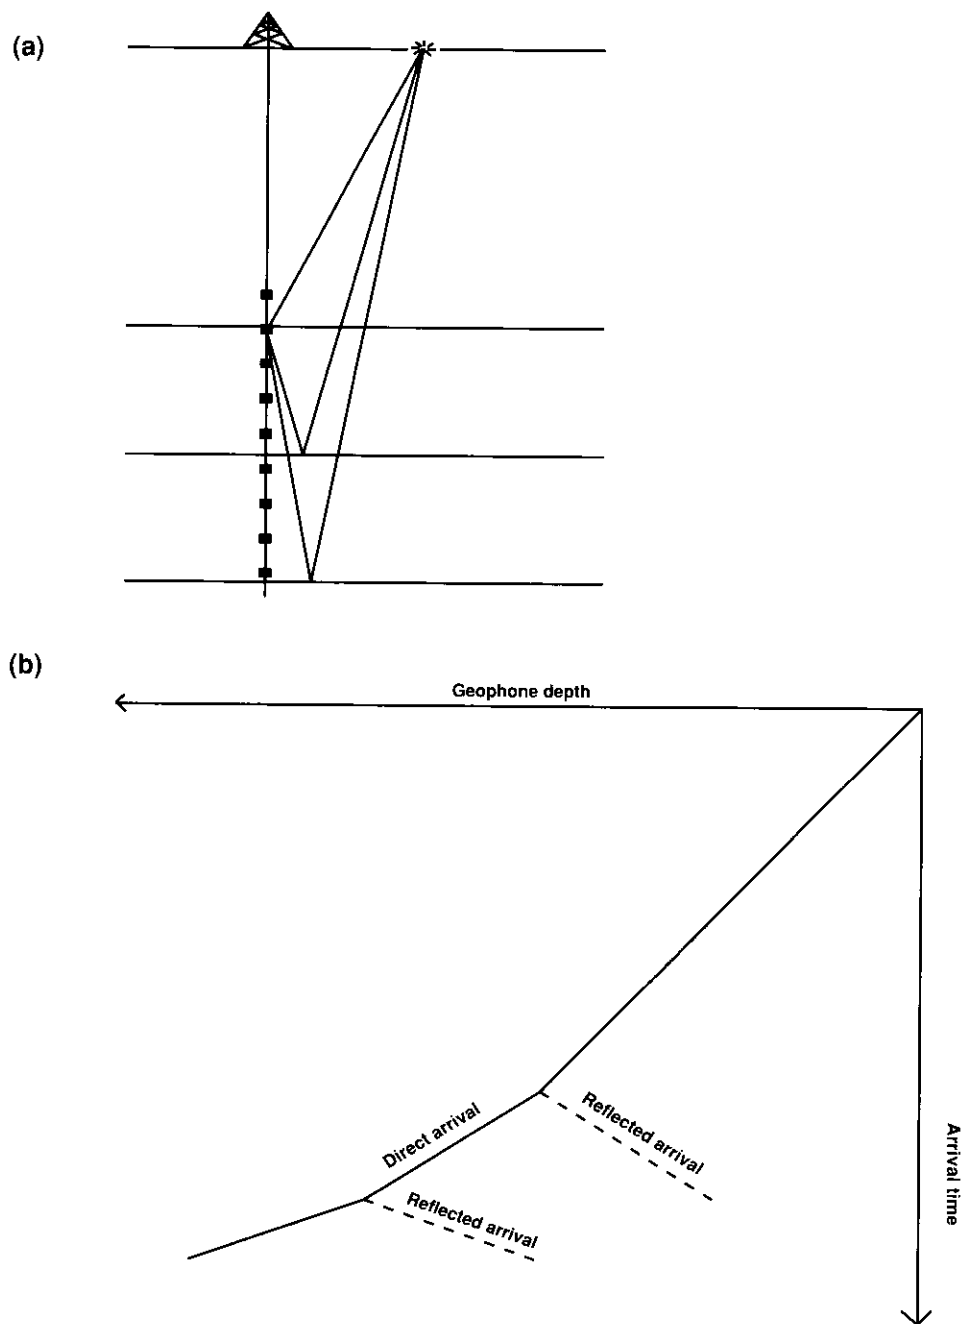 (a)
(b)
Geophone depth
Direct arrival
Reflected arrival
Reflected arrival
Arrival time